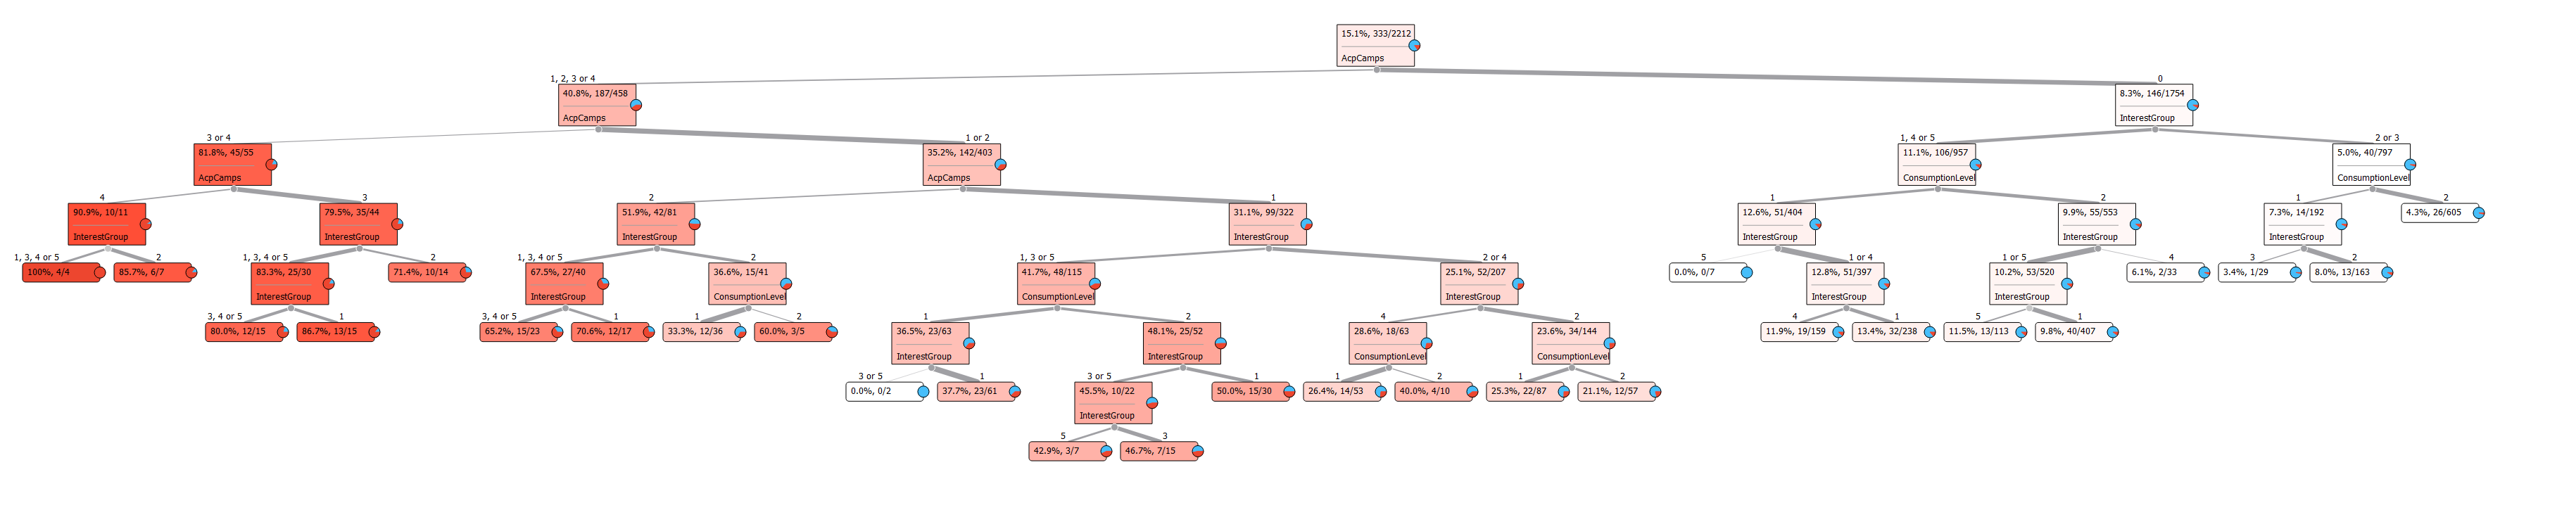 15.1%, 333/2212
AcpCamps
1, 2, 3 or 4
0
40.8%, 187/458
AcpCamps
8.3%, 146/1754
InterestGroup
3 or 4
1 or 2
1, 4 or 5
2 or 3
81.8%, 45/55
AcpCamps
35.2%, 142/403
AcpCamps
11.1%, 106/957
ConsumptionLevel
5.0%, 40/797
ConsumptionLevel
4
3
2
1
1
2
1
2
90.9%, 10/11
InterestGroup
79.5%, 35/44
InterestGroup
51.9%, 42/81
InterestGroup
31.1%, 99/322
InterestGroup
12.6%, 51/404
InterestGroup
9.9%, 55/553
InterestGroup
7.3%, 14/192
InterestGroup
4.3%, 26/605
1, 3, 4 or 5
2
1, 3, 4 or 5
2
1, 3, 4 or 5
2
1, 3 or 5
2 or 4
5
1 or 4
1 or 5
4
3
2
100%, 4/4
85.7%, 6/7
83.3%, 25/30
InterestGroup
71.4%, 10/14
67.5%, 27/40
InterestGroup
36.6%, 15/41
ConsumptionLevel
41.7%, 48/115
ConsumptionLevel
25.1%, 52/207
InterestGroup
0.0%, 0/7
12.8%, 51/397
InterestGroup
10.2%, 53/520
InterestGroup
6.1%, 2/33
3.4%, 1/29
8.0%, 13/163
3, 4 or 5
1
3, 4 or 5
1
1
2
1
2
4
2
4
1
5
1
80.0%, 12/15
86.7%, 13/15
65.2%, 15/23
70.6%, 12/17
33.3%, 12/36
60.0%, 3/5
36.5%, 23/63
InterestGroup
48.1%, 25/52
InterestGroup
28.6%, 18/63
ConsumptionLevel
23.6%, 34/144
ConsumptionLevel
11.9%, 19/159
13.4%, 32/238
11.5%, 13/113
9.8%, 40/407
3 or 5
1
3 or 5
1
1
2
1
2
0.0%, 0/2
37.7%, 23/61
45.5%, 10/22
InterestGroup
50.0%, 15/30
26.4%, 14/53
40.0%, 4/10
25.3%, 22/87
21.1%, 12/57
5
3
42.9%, 3/7
46.7%, 7/15